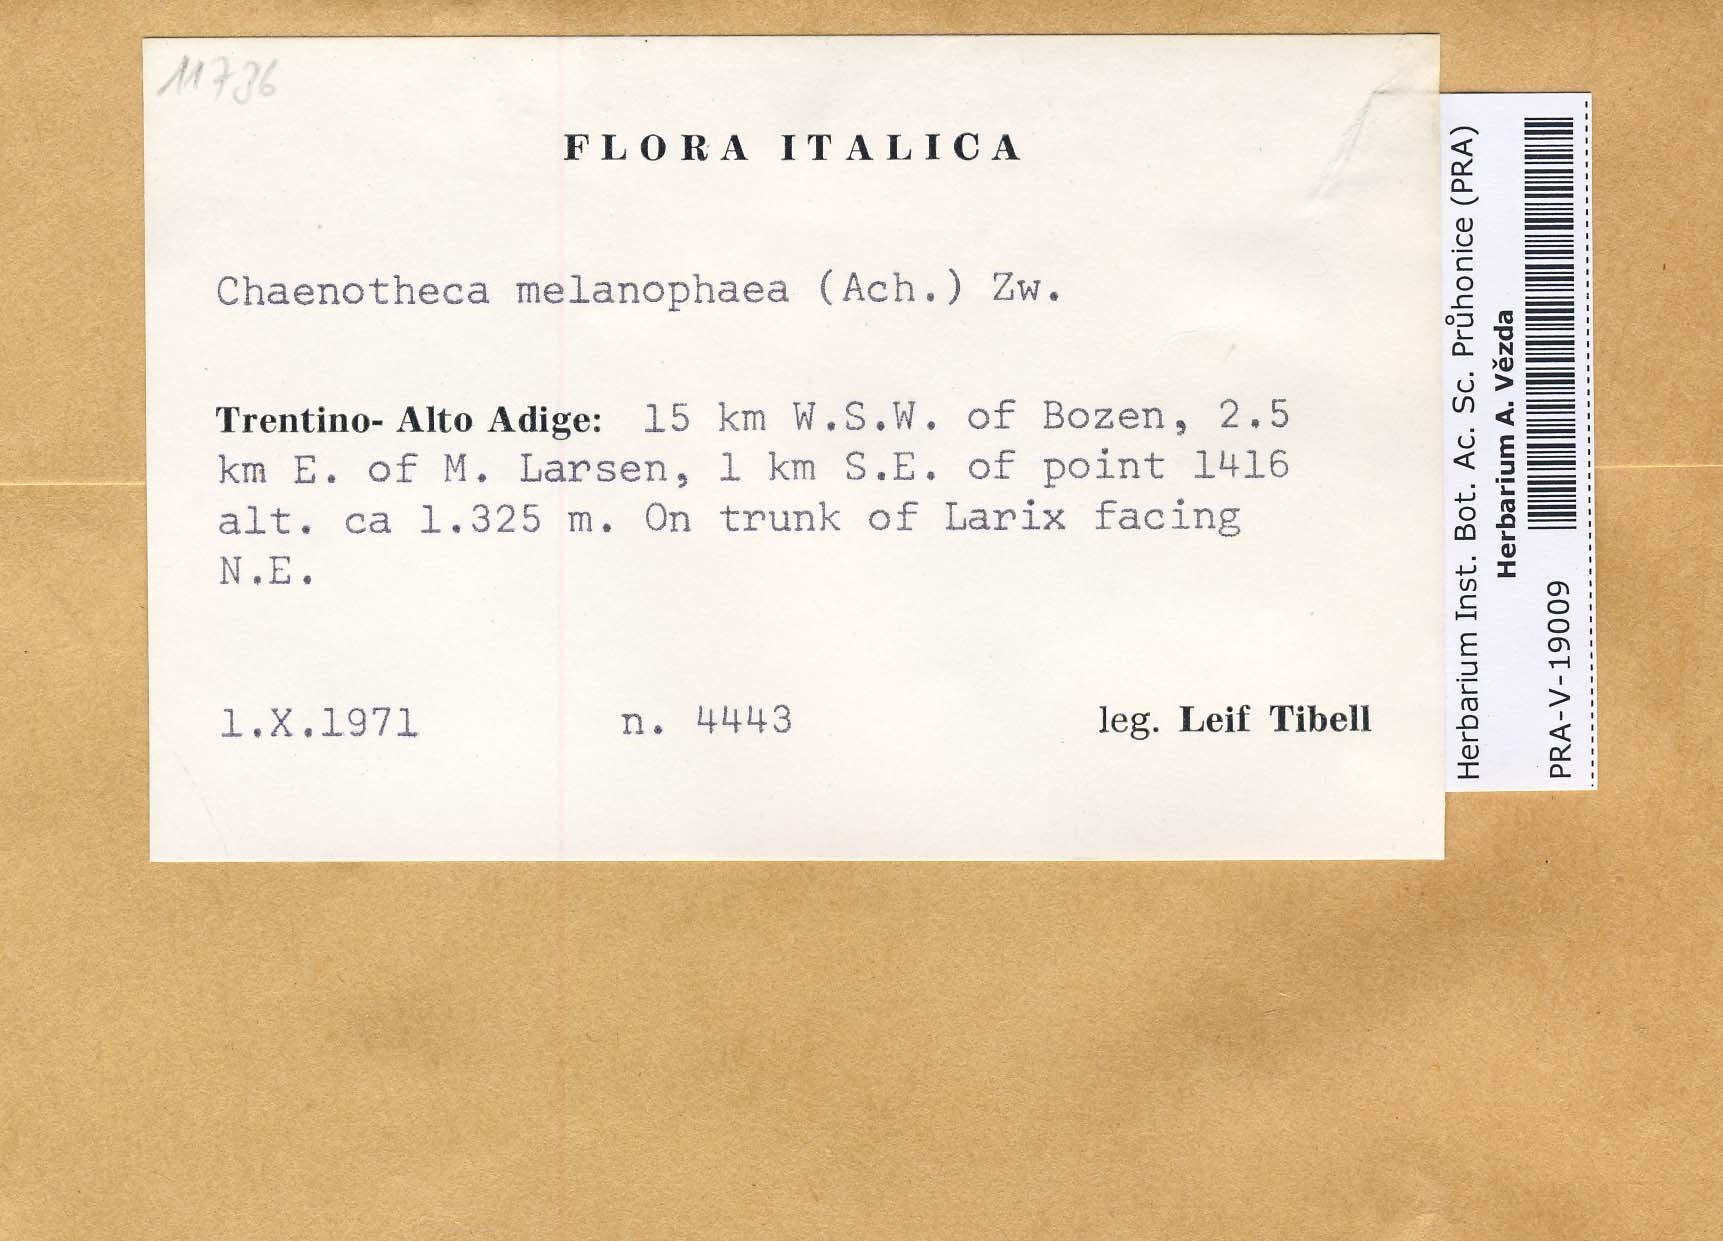 11736
FLORA ITALICA
Chaenotheca melanophaea (Ach.) Zw.
Trentino- Alto Adige: 15 km W.S.W. of Bozen, 2.5
km E. of M. Larsen, 1 km S.E. of point 1416
alt. ca 1.325 m. On trunk of Larix facing
N.E.
1.X.1971 n. 4443 leg. Leif Tibell
Herbarium Inst. Bot. Ac. Sc. Průhonice (PRA)
Herbarium A. Vězda
PRA-V-19009